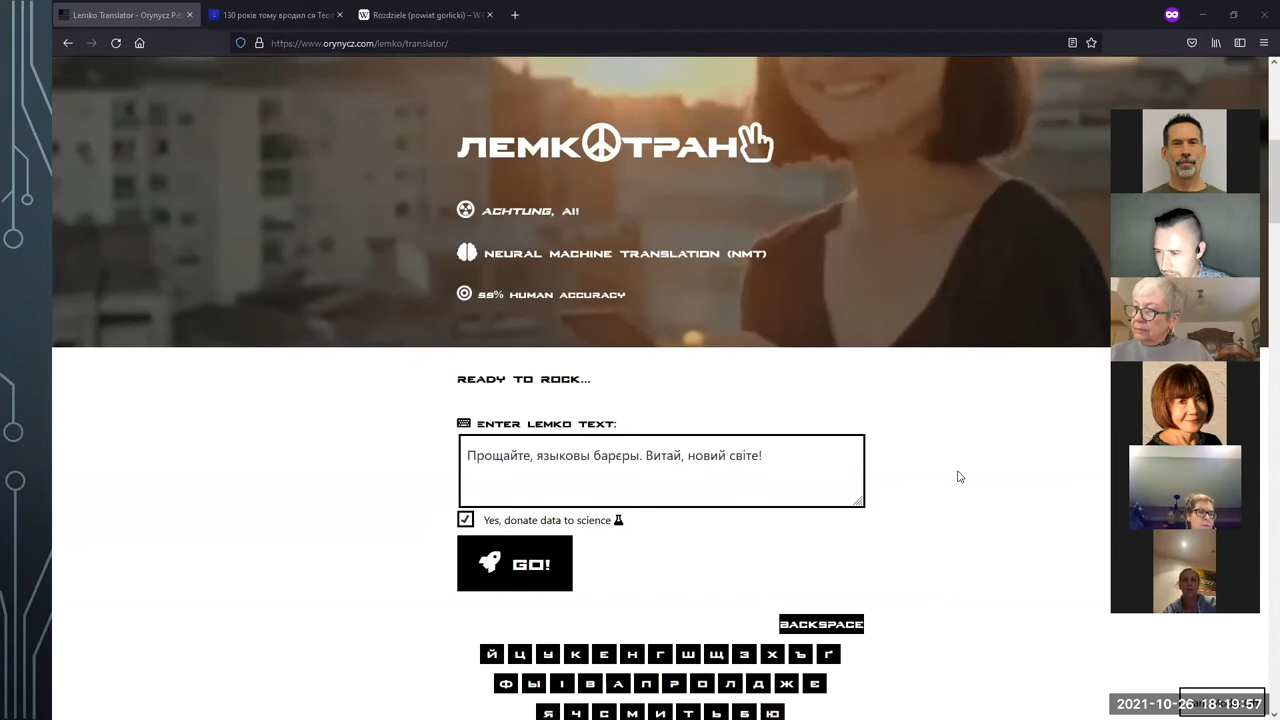 Lemko Translator - Orynycz Pet
130 років тому вродил ся Теод
Rozdziele (powiat gorlicki) – Wi
https://www.orynycz.com/lemko/translator/
ЛЕМКОТРАН
ACHTUNG, AI!
NEURAL MACHINE TRANSLATION (NMT)
55% HUMAN ACCURACY
READY TO ROCK...
ENTER LEMKO TEXT:
Прощайте, языковы барєры. Витай, новий світе!
Yes, donate data to science
GO!
BACKSPACE
Й Ц У К Е Н Г Ш Щ З Х Ъ Ґ
Ф Ы І В А П Р О Л Д Ж Є
Я Ч С М И Т Ь Б Ю
2021-10-26 18:19:57